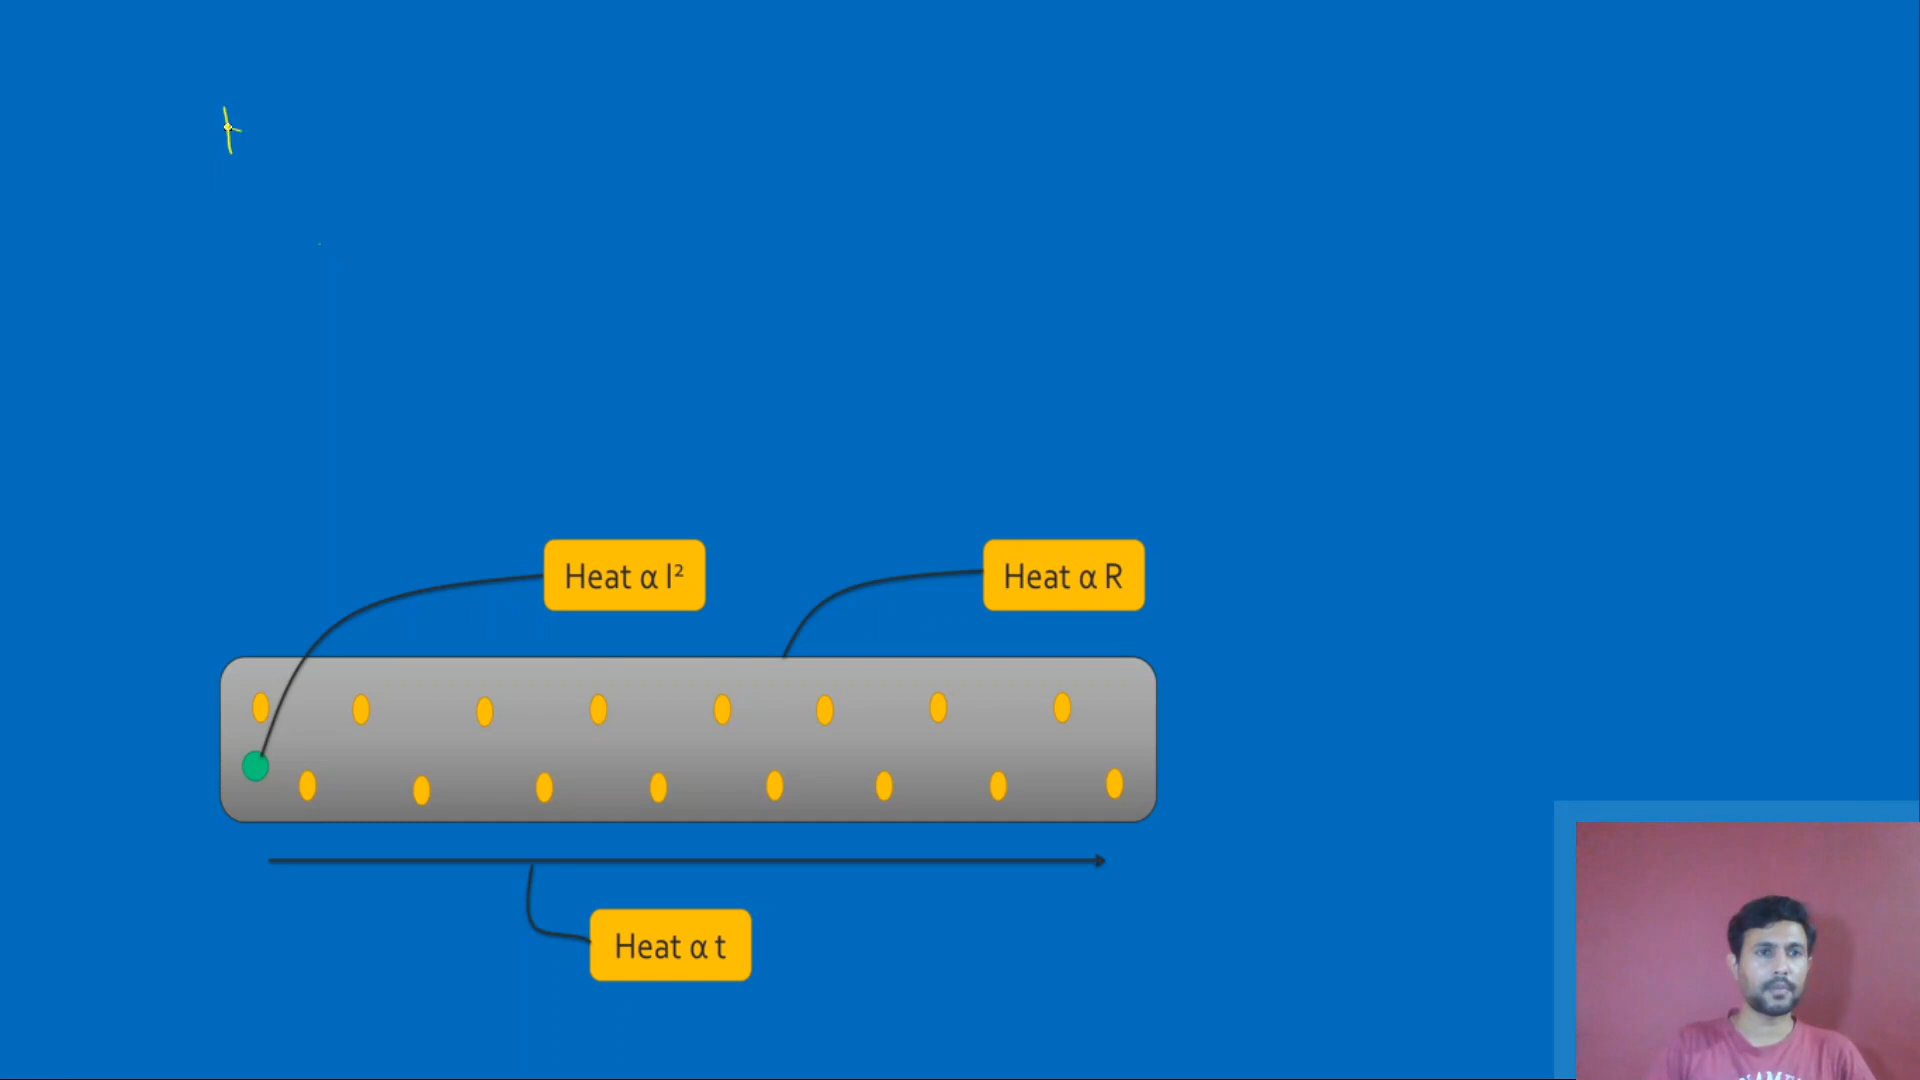 Heat α I²
Heat α R
Heat α t